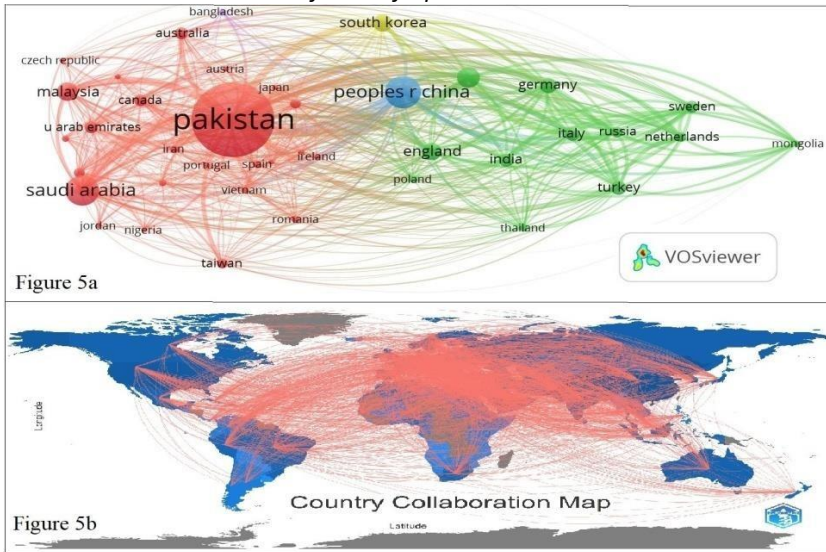 bangladesh
south korea
australia
czech republic
austria
germany
malaysia
japan
peoples r china
canada
sweden
pakistan
u arab emirates
italy
russia
netherlands
mongolia
iran
ireland
england
india
portugal
spain
poland
saudi arabia
vietnam
turkey
romania
jordan
nigeria
thailand
taiwan
VOSviewer
Figure 5a
Longitude
Country Collaboration Map
Latitude
Figure 5b